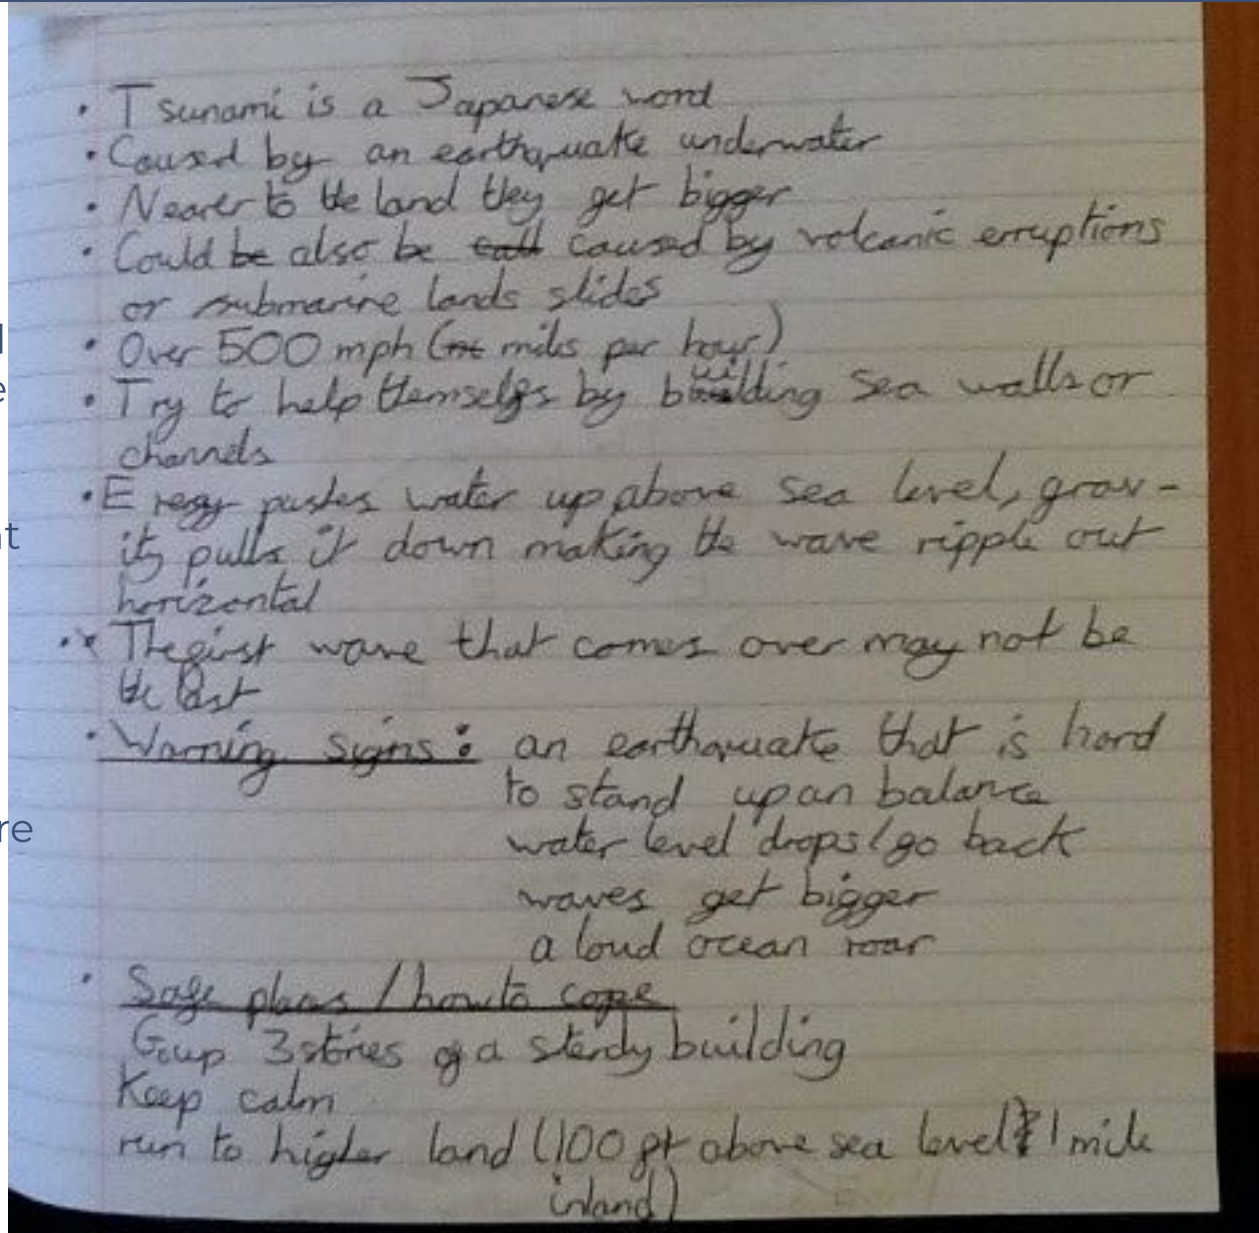 • Tsunami is a Japanese word
• Caused by an earthquake underwater
• Nearer to the land they get bigger
• Could be also be caused by volcanic erruptions
or submarine lands slides
• Over 500 mph (miles per hour)
• Try to help themselfs by building sea walls or
channels
• Eregy pushes water up above sea level, grav-
ity pulls it down making the wave ripple out
horizontal
• The first wave that comes over may not be
the last
• Warning signs: an earthquake that is hard
to stand up an balance
water level drops/go back
waves get bigger
a loud ocean roar
• Safe places / how to cope
Go up 3 stories of a sterdy building
Keep calm
run to higher land (100 ft above sea level 1 mile
inland)